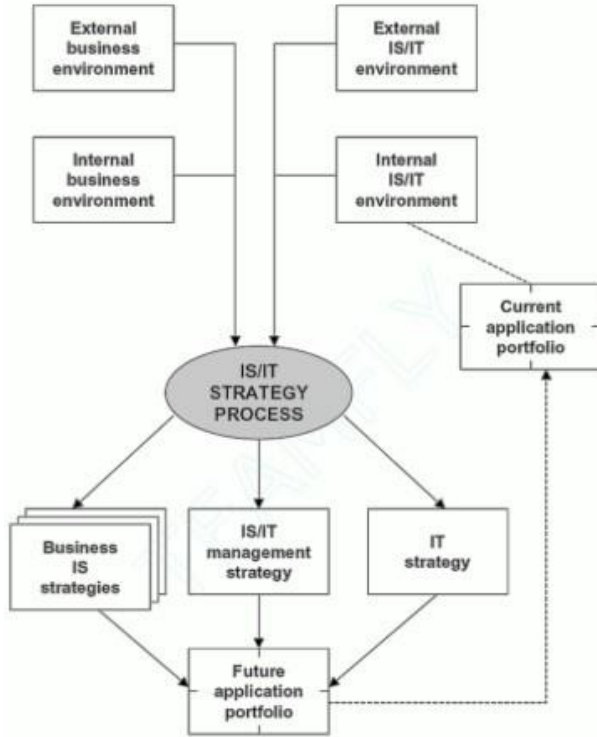 External
business
environment
External
IS/IT
environment
Internal
business
environment
Internal
IS/IT
environment
Current
application
portfolio
IS/IT
STRATEGY
PROCESS
Business
IS
strategies
IS/IT
management
strategy
IT
strategy
Future
application
portfolio
TEAMFLY